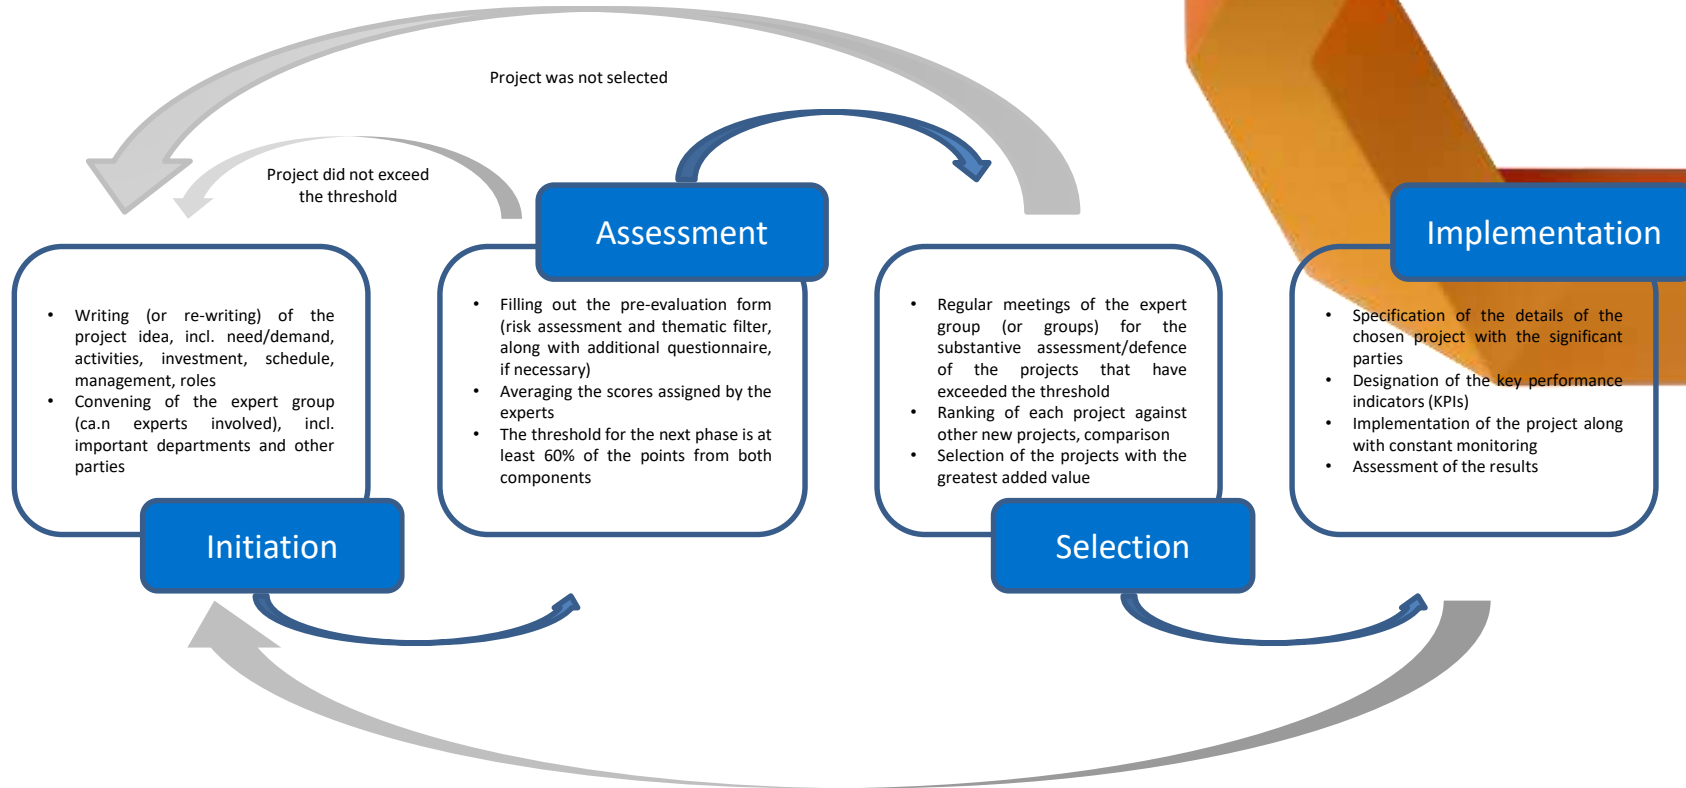 Project was not selected
Project did not exceed
the threshold
Assessment
Implementation
• Writing (or re-writing) of the
project idea, incl. need/demand,
activities, investment, schedule,
management, roles
• Convening of the expert group
(ca.n experts involved), incl.
important departments and other
parties
Initiation
• Filling out the pre-evaluation form
(risk assessment and thematic filter,
along with additional questionnaire,
if necessary)
• Averaging the scores assigned by the
experts
• The threshold for the next phase is at
least 60% of the points from both
components
• Regular meetings of the expert
group (or groups) for the
substantive assessment/defence
of the projects that have
exceeded the threshold
• Ranking of each project against
other new projects, comparison
• Selection of the projects with the
greatest added value
Selection
• Specification of the details of the
chosen project with the significant
parties
• Designation of the key performance
indicators (KPIs)
• Implementation of the project along
with constant monitoring
• Assessment of the results